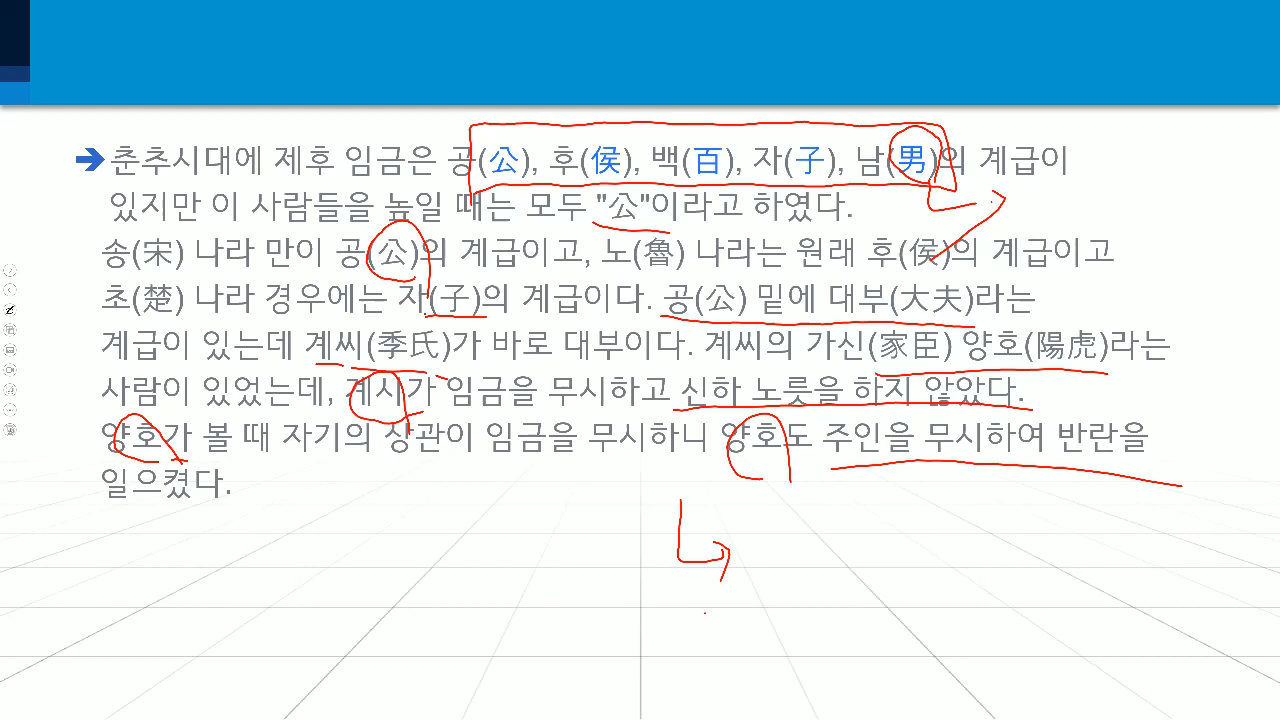 춘추시대에 제후 임금은 공(公), 후(侯), 백(百), 자(子), 남(男)의 계급이
있지만 이 사람들을 높일 때는 모두 "公"이라고 하였다.
송(宋) 나라 만이 공(公)의 계급이고, 노(魯) 나라는 원래 후(侯)의 계급이고
초(楚) 나라 경우에는 자(子)의 계급이다. 공(公) 밑에 대부(大夫)라는
계급이 있는데 계씨(季氏)가 바로 대부이다. 계씨의 가신(家臣) 양호(陽虎)라는
사람이 있었는데, 계시가 임금을 무시하고 신하 노릇을 하지 않았다.
양호가 볼 때 자기의 상관이 임금을 무시하니 양호도 주인을 무시하여 반란을
일으켰다.